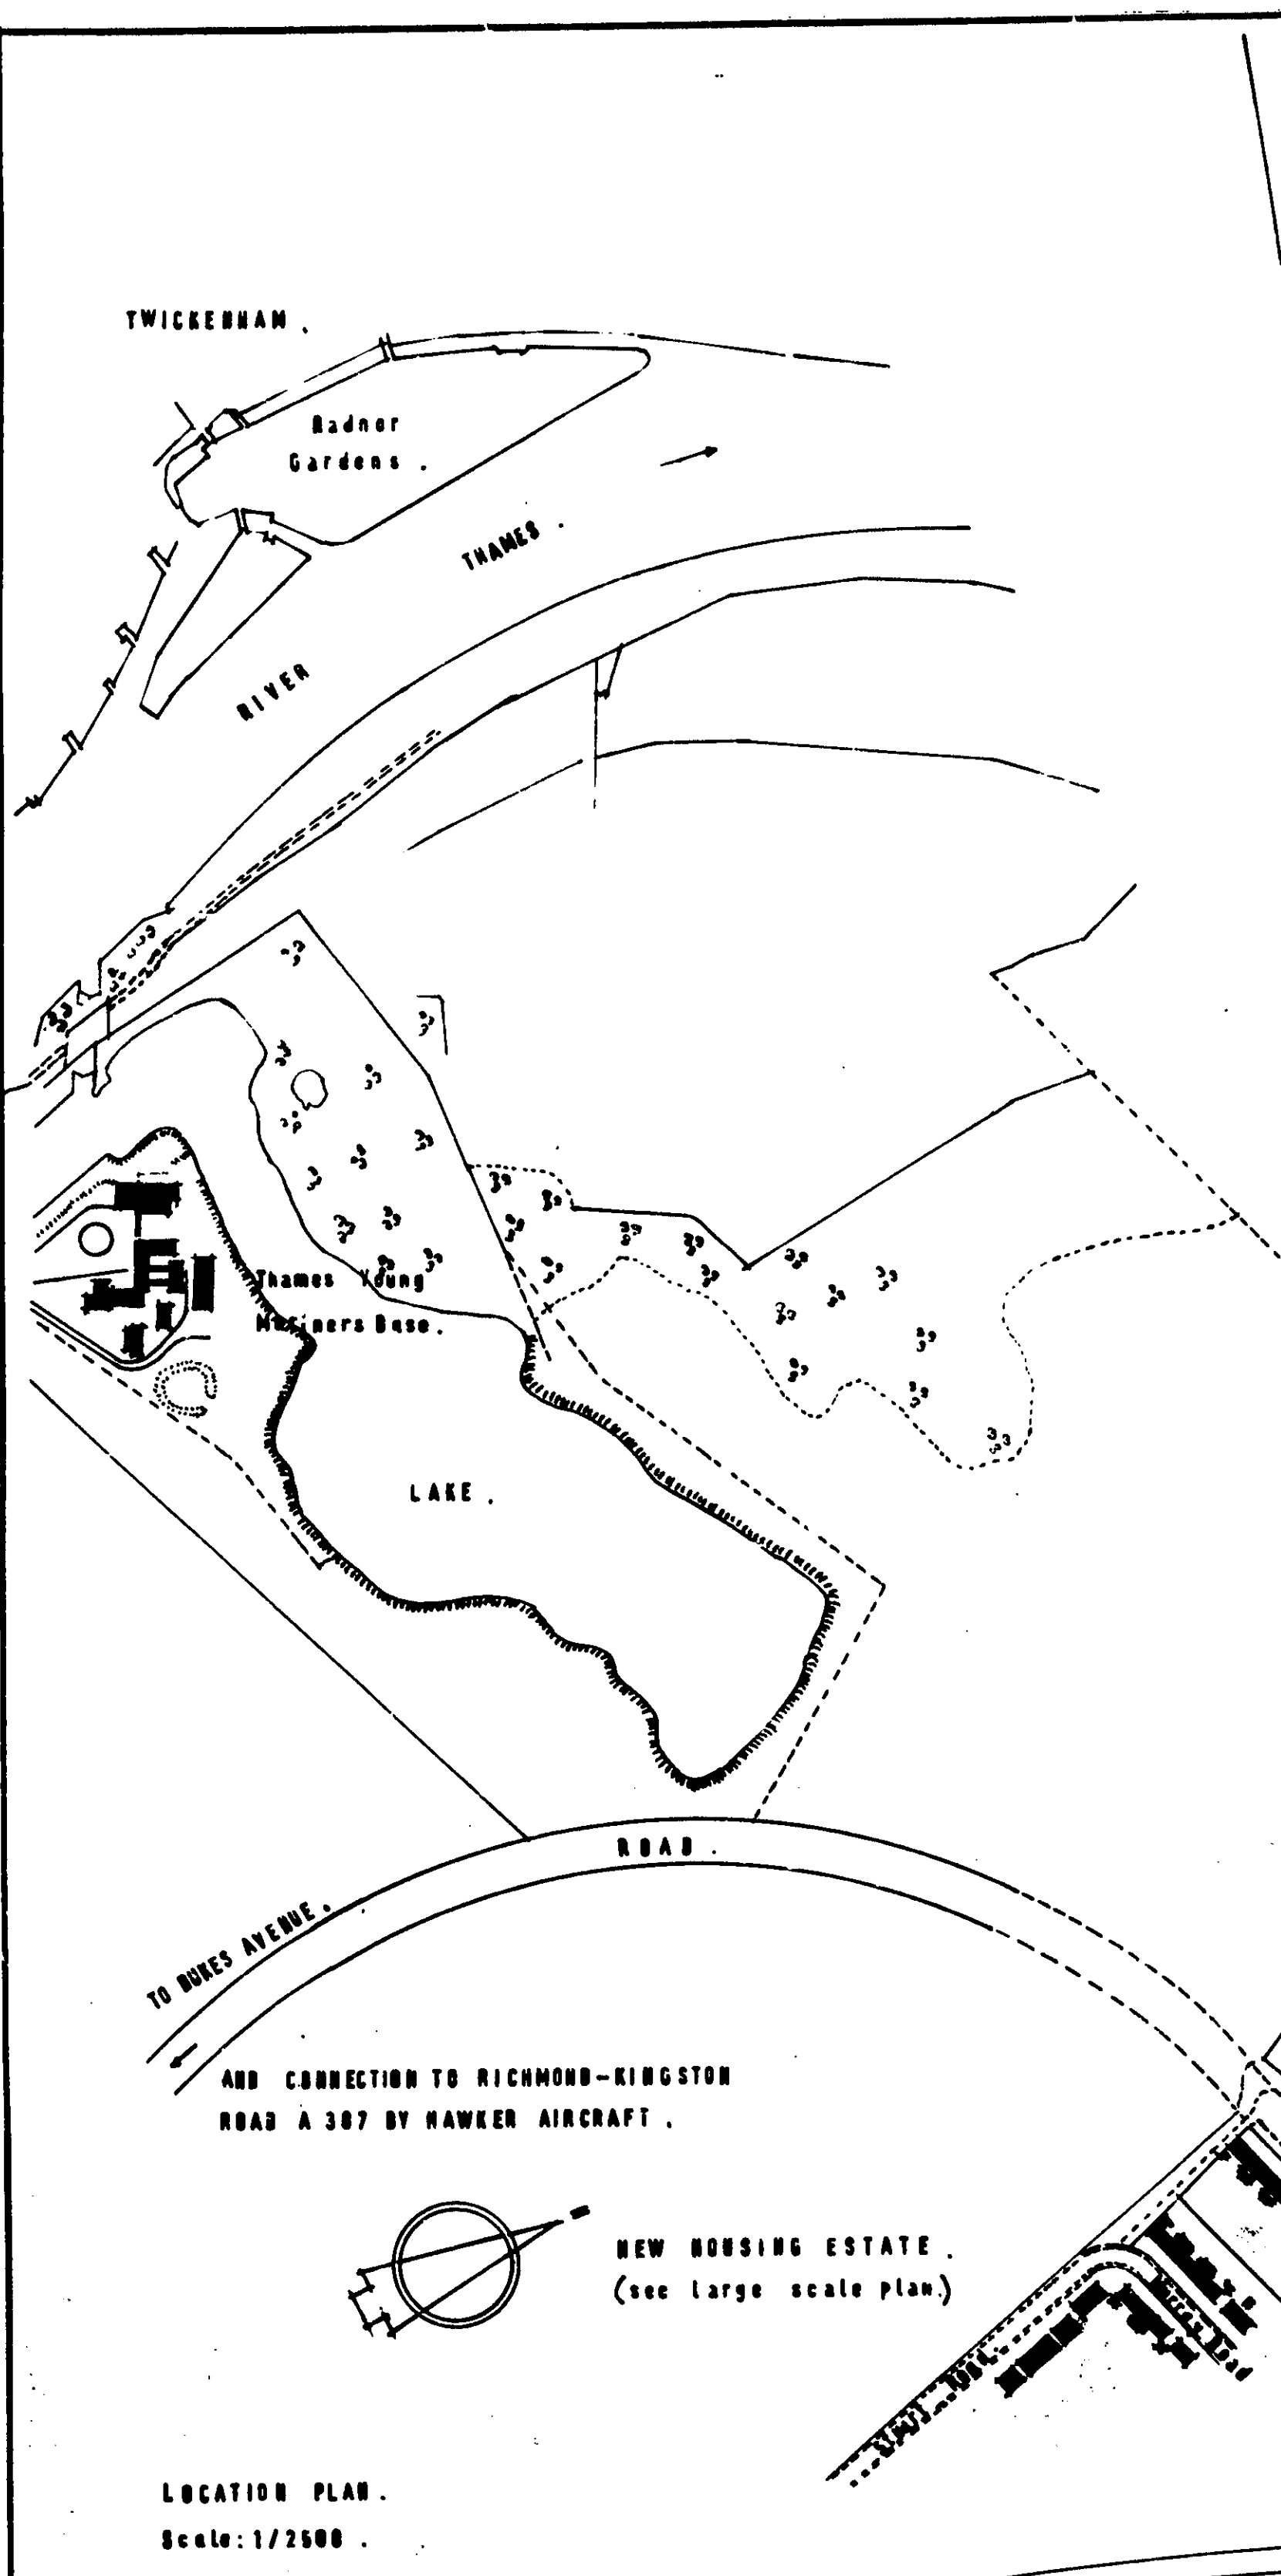 TWICKENHAM.
Radnor
Gardens.
THAMES.
RIVER
Thames Young
Mariners Base.
LAKE.
ROAD.
TO DUKES AVENUE.
AND CONNECTION TO RICHMOND-KINGSTON
ROAD A 307 BY HAWKER AIRCRAFT.
NEW HOUSING ESTATE.
(see large scale plan.)
Road
LOCATION PLAN.
Scale: 1/2500.